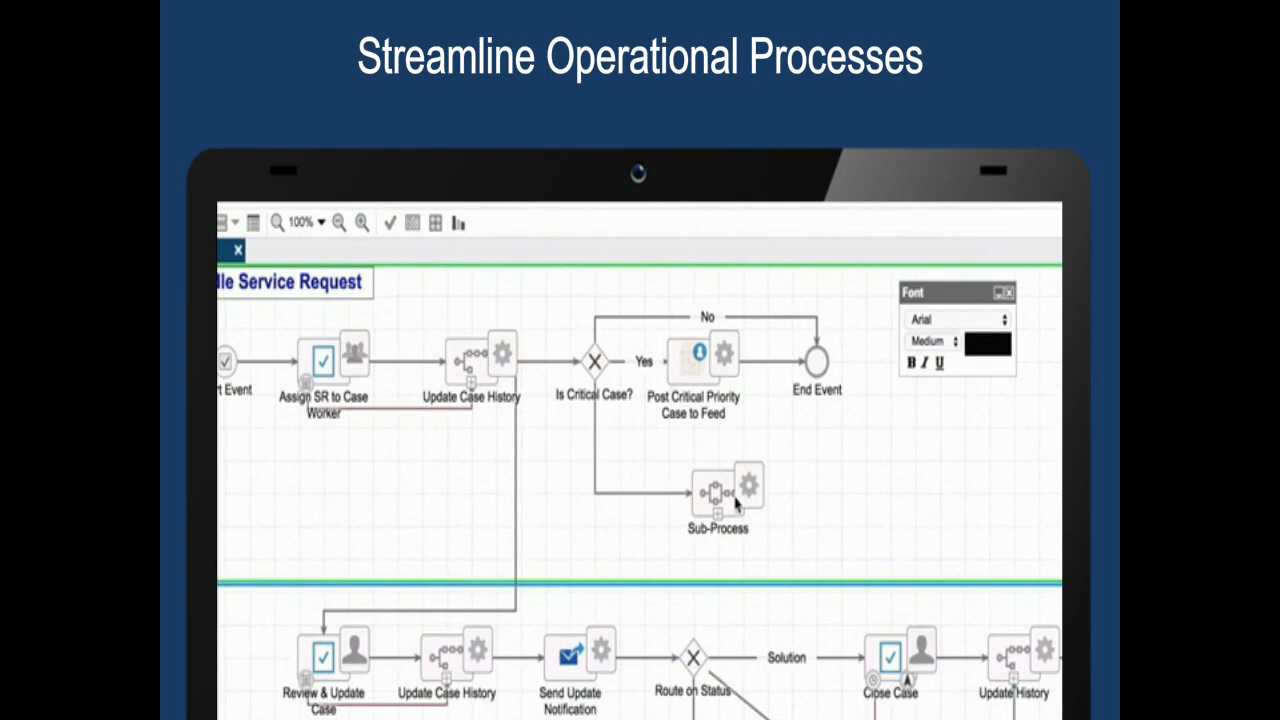 Streamline Operational Processes
100%
dle Service Request
Font
Arial
Medium
B I U
No
Yes
t Event
Assign SR to Case
Worker
Update Case History
Is Critical Case?
Post Critical Priority
Case to Feed
End Event
Sub-Process
Solution
Review & Update
Case
Update Case History
Send Update
Notification
Route on Status
Close Case
Update History